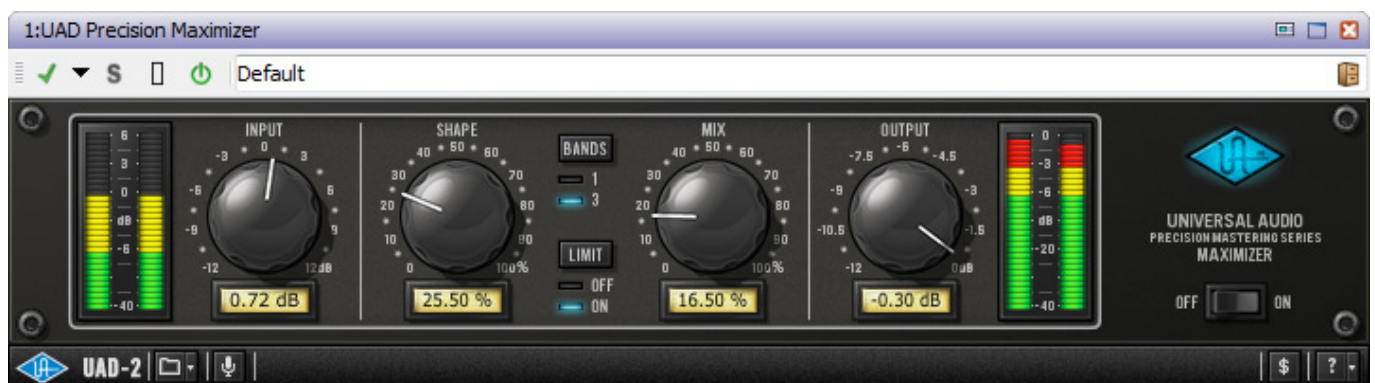 1:UAD Precision Maximizer
S
Default
INPUT
SHAPE
BANDS
MIX
OUTPUT
6
3
0
dB
-6
-40
-3 0 3
-6 6
-9 9
-12 12dB
0.72 dB
40 50 60
30 70
20 80
10 90
0 100%
25.50 %
1
3
LIMIT
OFF
ON
40 50 60
30 70
20 80
10 90
0 100%
16.50 %
-7.5 -6 -4.5
-9 -3
-10.5 -1.5
-12 0dB
-0.30 dB
0
-3
-6
dB
-20
-40
UNIVERSAL AUDIO
PRECISION MASTERING SERIES
MAXIMIZER
OFF ON
UAD-2
$ ?